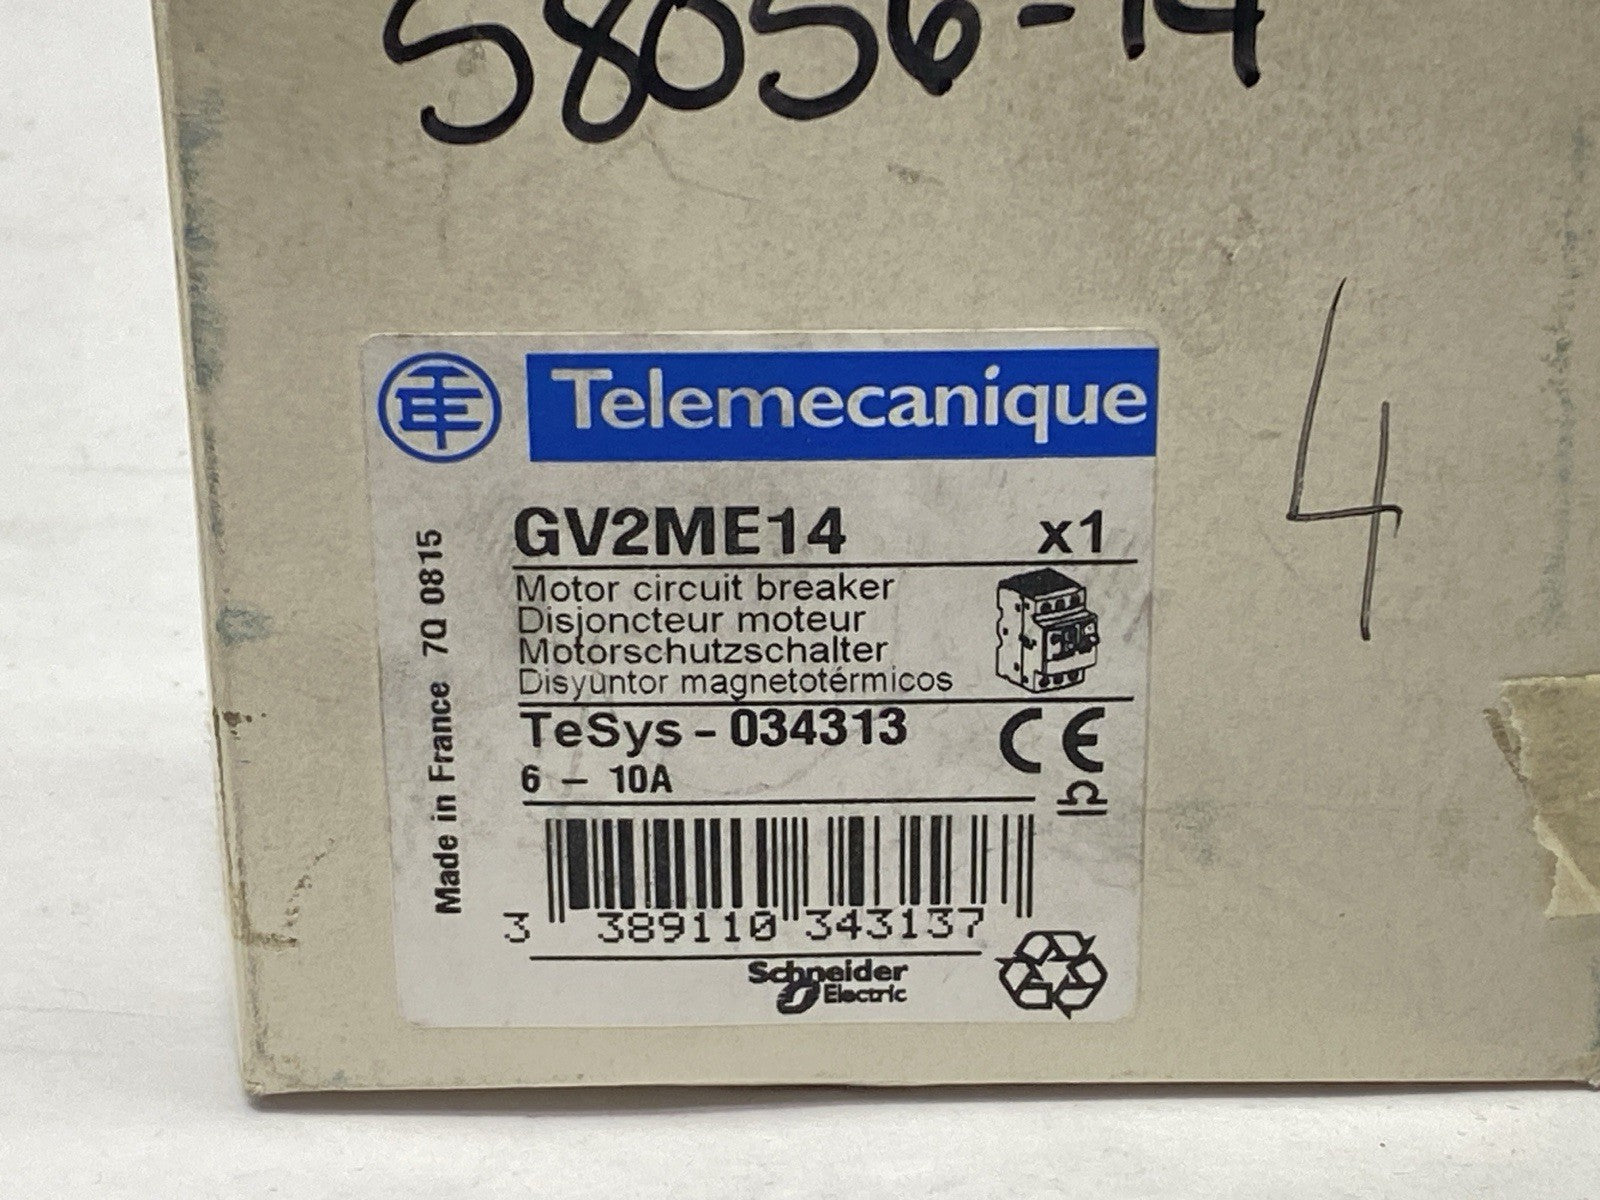 58056-14
4
Telemecanique
GV2ME14 x1
Motor circuit breaker
Disjoncteur moteur
Motorschutzschalter
Disyuntor magnetotérmicos
TeSys - 034313
6 - 10A
CE
Made in France 7Q 0815
3 389110 343137
Schneider
Electric